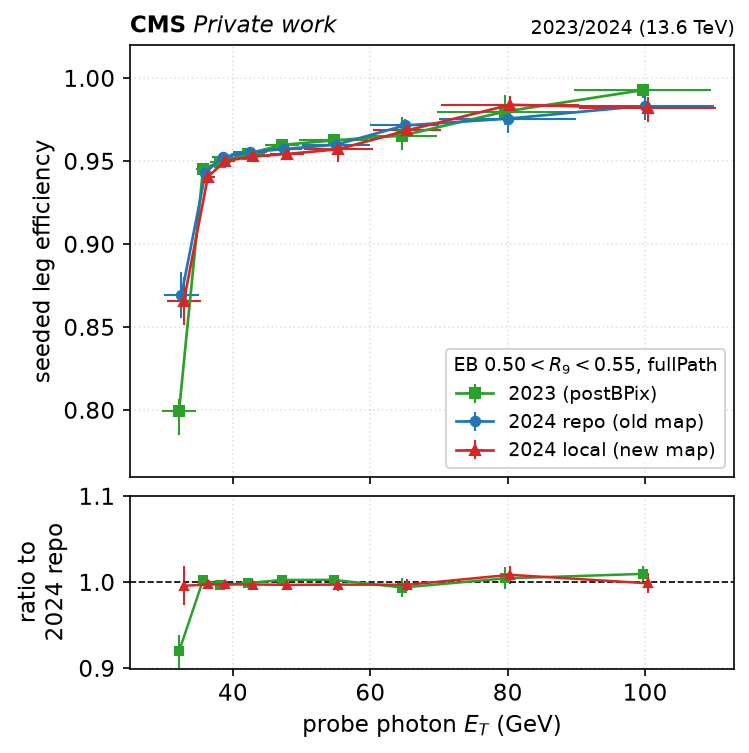 CMS Private work
2023/2024 (13.6 TeV)
1.00
0.95
0.90
0.85
0.80
seeded leg efficiency
EB 0.50 < R₉ < 0.55, fullPath
2023 (postBPix)
2024 repo (old map)
2024 local (new map)
1.1
1.0
0.9
ratio to
2024 repo
40
60
80
100
probe photon E_T (GeV)